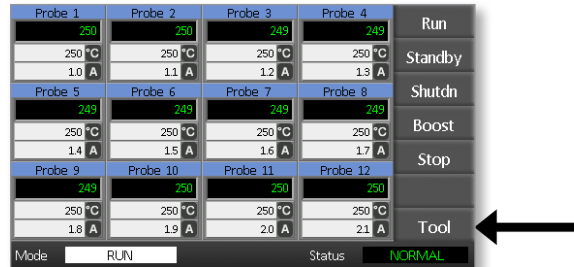 Probe 1 Probe 2 Probe 3 Probe 4 Run
250 250 249 249
250 °C 250 °C 250 °C 250 °C Standby
1.0 A 1.1 A 1.2 A 1.3 A
Probe 5 Probe 6 Probe 7 Probe 8 Shutdn
249 249 249 249
250 °C 250 °C 250 °C 250 °C Boost
1.4 A 1.5 A 1.6 A 1.7 A Stop
Probe 9 Probe 10 Probe 11 Probe 12
249 250 250 250
250 °C 250 °C 250 °C 250 °C
1.8 A 1.9 A 2.0 A 2.1 A Tool
Mode RUN Status NORMAL